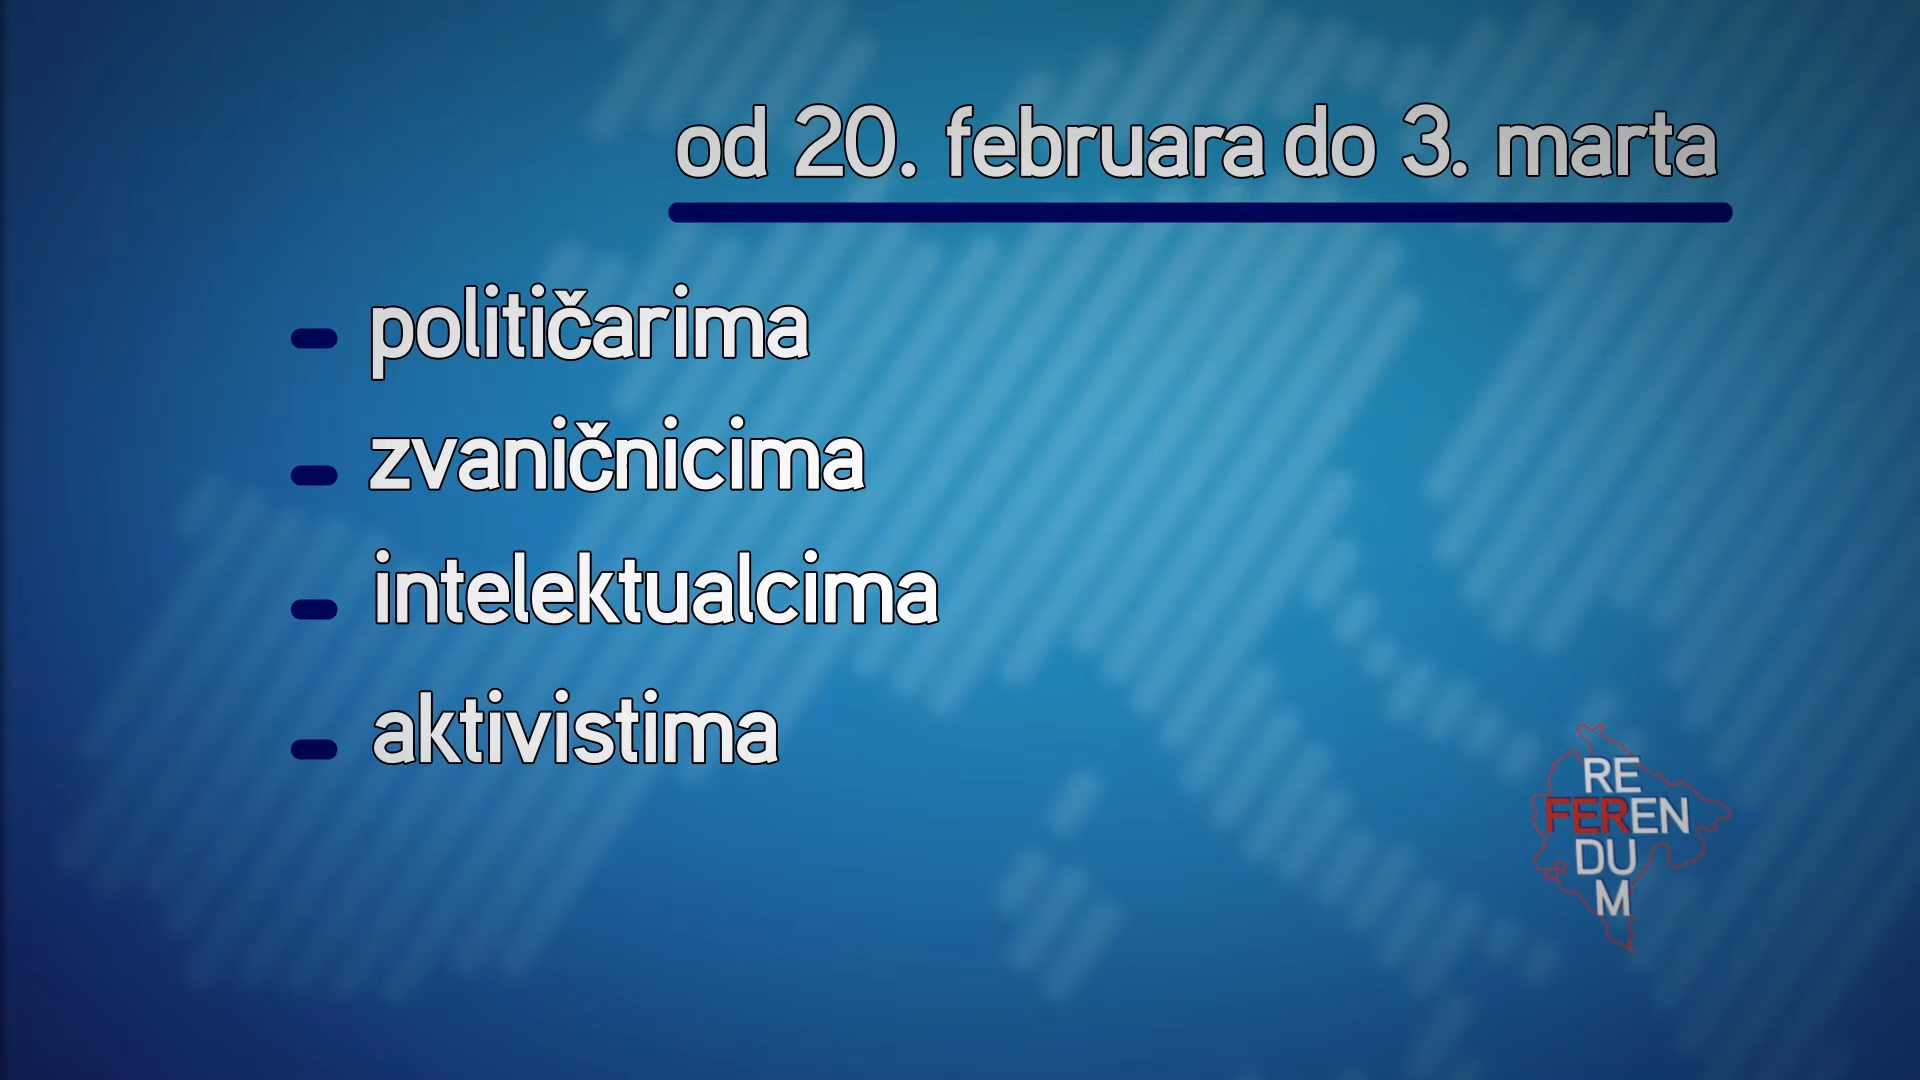 od 20. februara do 3. marta
- političarima
- zvaničnicima
- intelektualcima
- aktivistima
RE
FEREN
DU
M